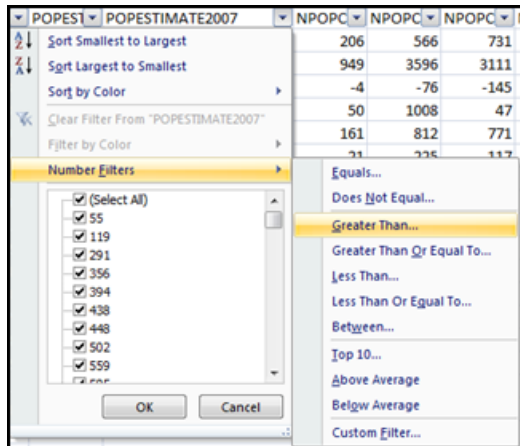 POPEST POPESTIMATE2007 NPOPC NPOPC NPOPC
Sort Smallest to Largest
Sort Largest to Smallest
Sort by Color
Clear Filter From "POPESTIMATE2007"
Filter by Color
Number Filters
(Select All)
55
119
291
356
394
438
448
502
559
OK Cancel
206 566 731
949 3596 3111
-4 -76 -145
50 1008 47
161 812 771
21 225 117
Equals...
Does Not Equal...
Greater Than...
Greater Than Or Equal To...
Less Than...
Less Than Or Equal To...
Between...
Top 10...
Above Average
Below Average
Custom Filter...